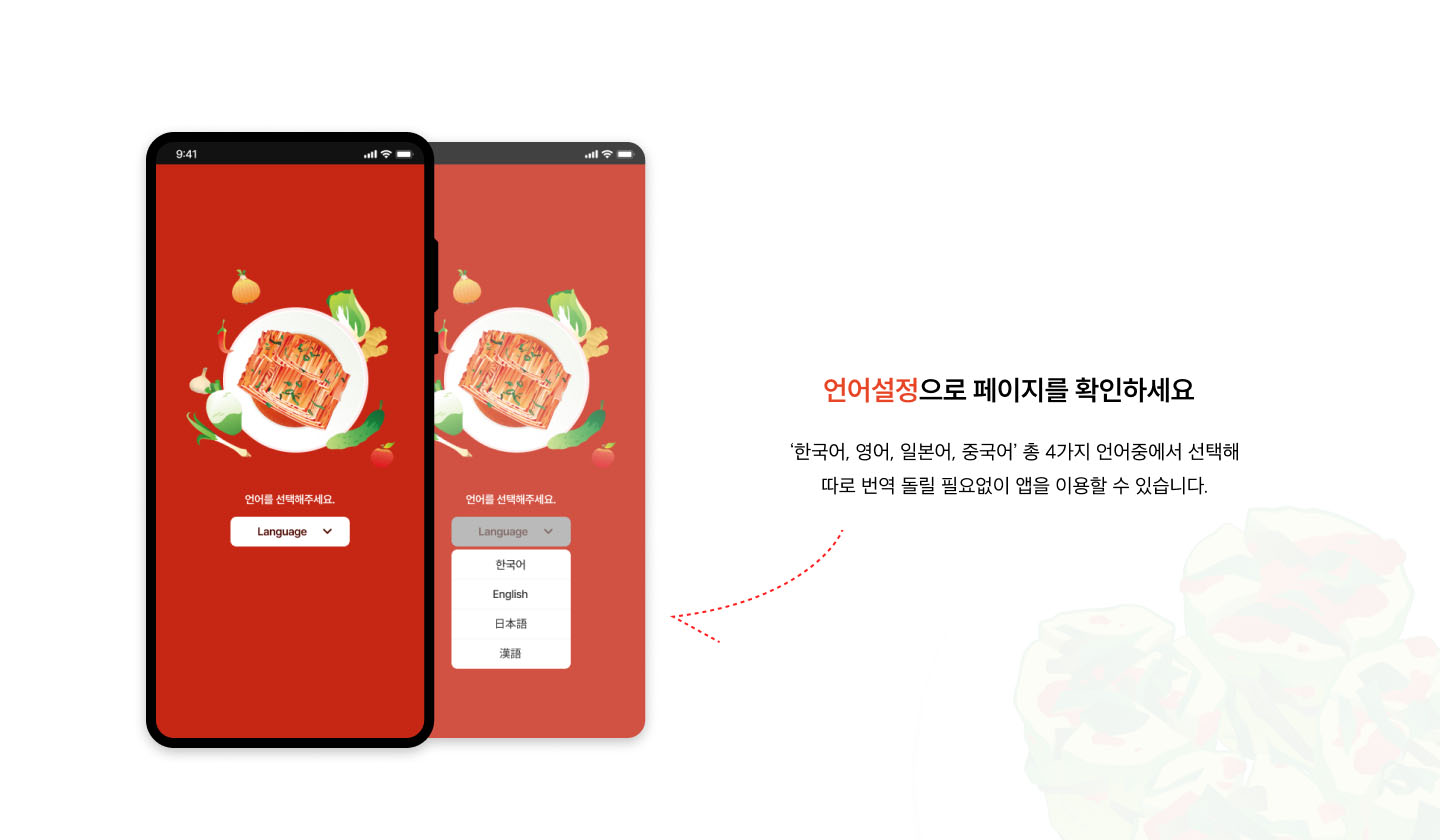 9:41
언어를 선택해주세요.
Language
언어를 선택해주세요.
Language
한국어
English
日本語
漢語
언어설정으로 페이지를 확인하세요
‘한국어, 영어, 일본어, 중국어’ 총 4가지 언어중에서 선택해
따로 번역 돌릴 필요없이 앱을 이용할 수 있습니다.